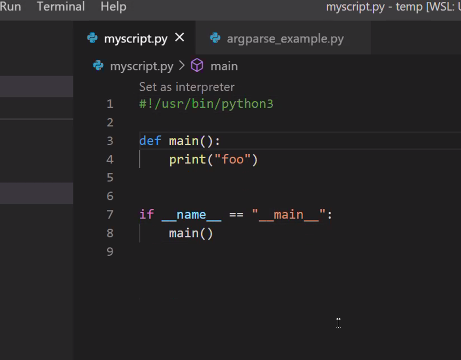 Run Terminal Help myscript.py - temp [WSL:
myscript.py argparse_example.py
myscript.py > main
Set as interpreter
1 #!/usr/bin/python3
2
3 def main():
4 print("foo")
5
6
7 if __name__ == "__main__":
8 main()
9